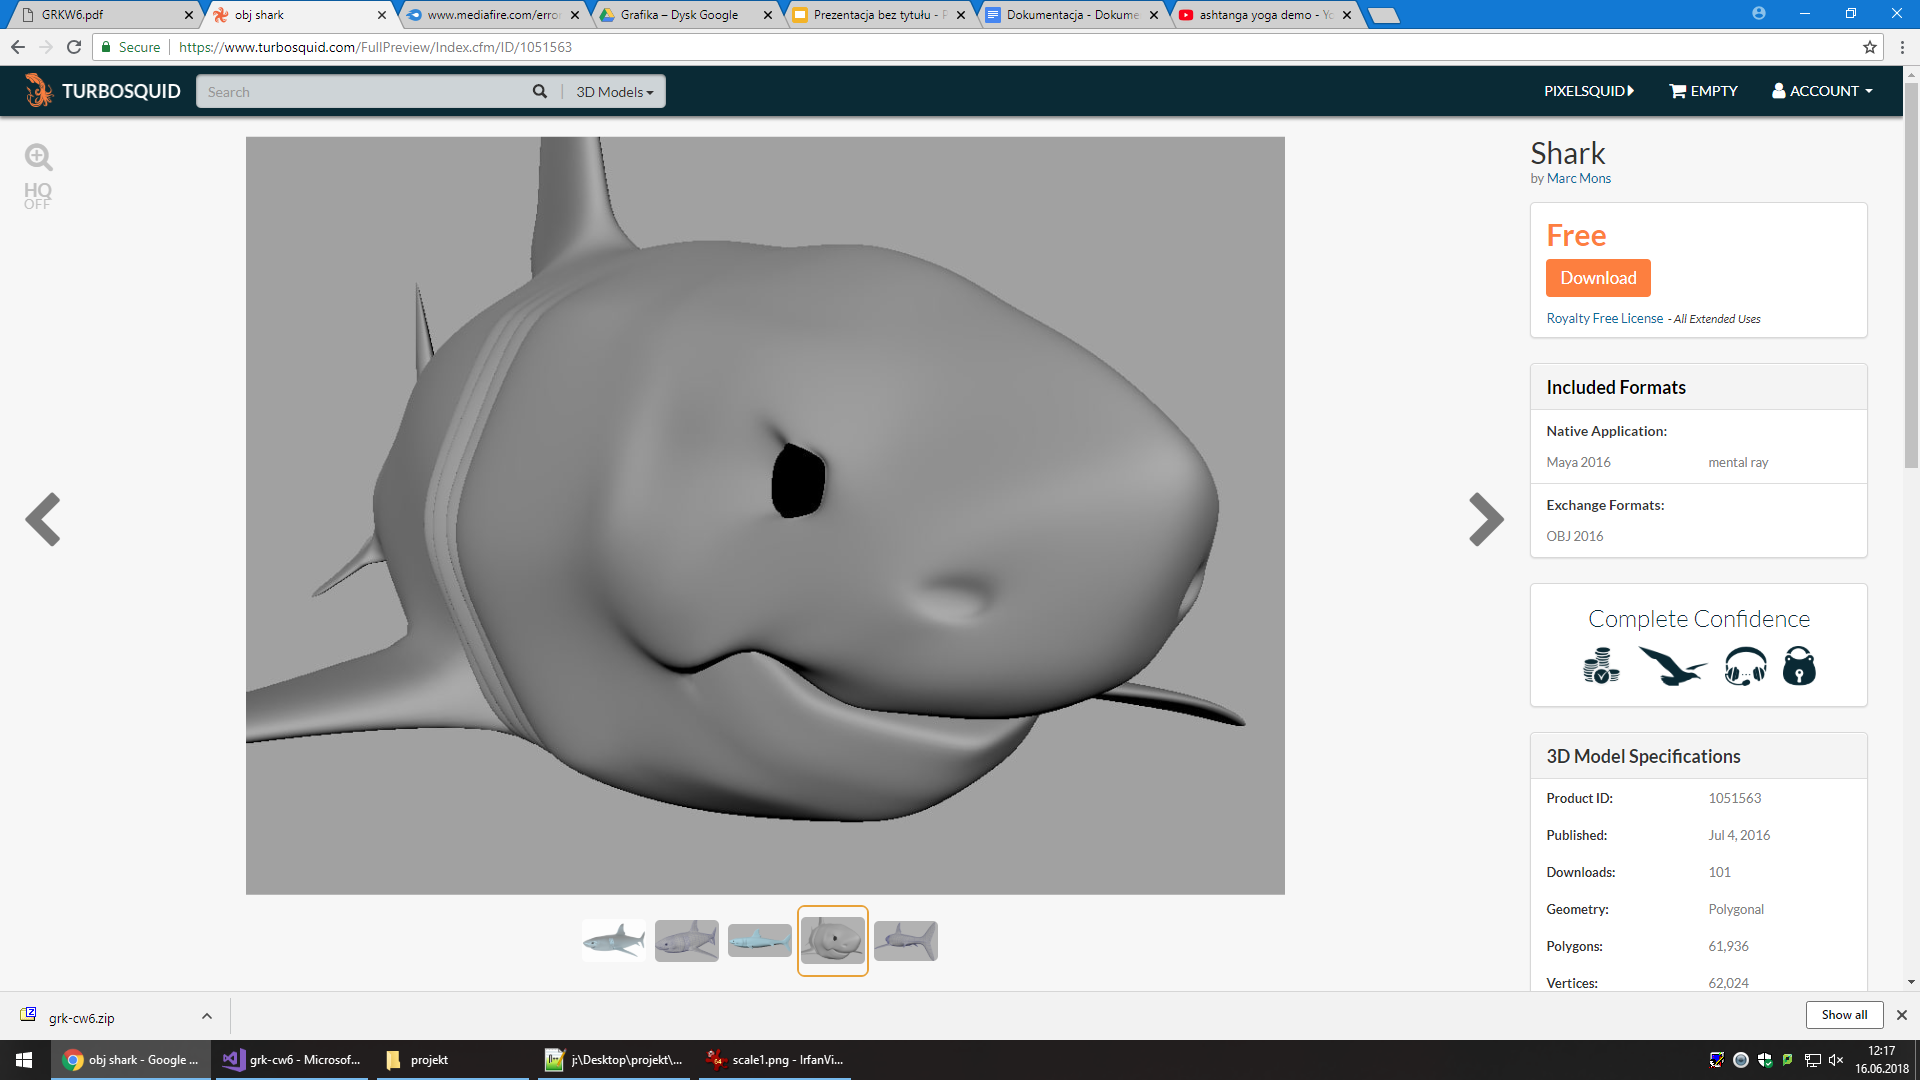 GRKW6.pdf
obj shark
www.mediafire.com/erro
Grafika – Dysk Google
Prezentacja bez tytułu - P
Dokumentacja - Dokume
ashtanga yoga demo - Yo
Secure
https://www.turbosquid.com/FullPreview/Index.cfm/ID/1051563
TURBOSQUID
Search
3D Models
PIXELSQUID
EMPTY
ACCOUNT
HQ
OFF
Shark
by Marc Mons
Free
Download
Royalty Free License - All Extended Uses
Included Formats
Native Application:
Maya 2016 mental ray
Exchange Formats:
OBJ 2016
Complete Confidence
3D Model Specifications
Product ID: 1051563
Published: Jul 4, 2016
Downloads: 101
Geometry: Polygonal
Polygons: 61,936
Vertices: 62,024
grk-cw6.zip
Show all
obj shark - Google ...
grk-cw6 - Microsof...
projekt
j:\Desktop\projekt\...
scale1.png - IrfanVi...
12:17
16.06.2018